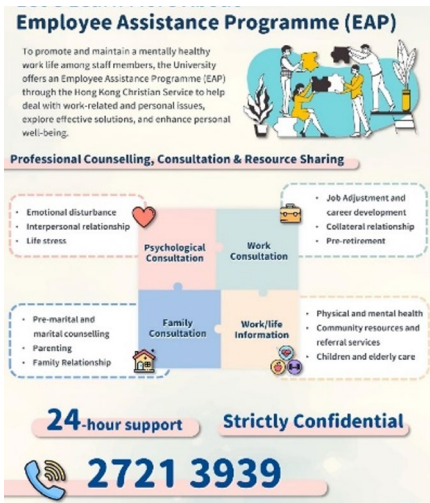 Employee Assistance Programme (EAP)
To promote and maintain a mentally healthy
work life among staff members, the University
offers an Employee Assistance Programme (EAP)
through the Hong Kong Christian Service to help
deal with work-related and personal issues,
explore effective solutions, and enhance personal
well-being.
Professional Counselling, Consultation & Resource Sharing
• Emotional disturbance
• Interpersonal relationship
• Life stress
Psychological
Consultation
Work
Consultation
• Job Adjustment and
career development
• Collateral relationship
• Pre-retirement
• Pre-marital and
marital counselling
• Parenting
• Family Relationship
Family
Consultation
Work/life
Information
• Physical and mental health
• Community resources and
referral services
• Children and elderly care
24-hour support
Strictly Confidential
2721 3939